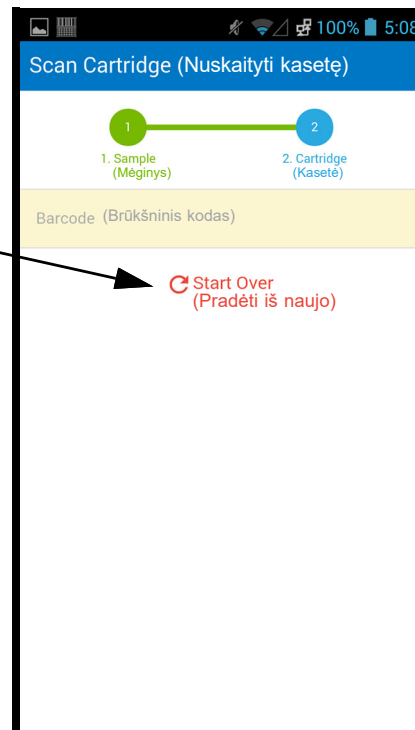 100% 5:08
Scan Cartridge (Nuskaityti kasetę)
1 2
1. Sample 2. Cartridge
(Mėginys) (Kasetė)
Barcode (Brūkšninis kodas)
Start Over
(Pradėti iš naujo)